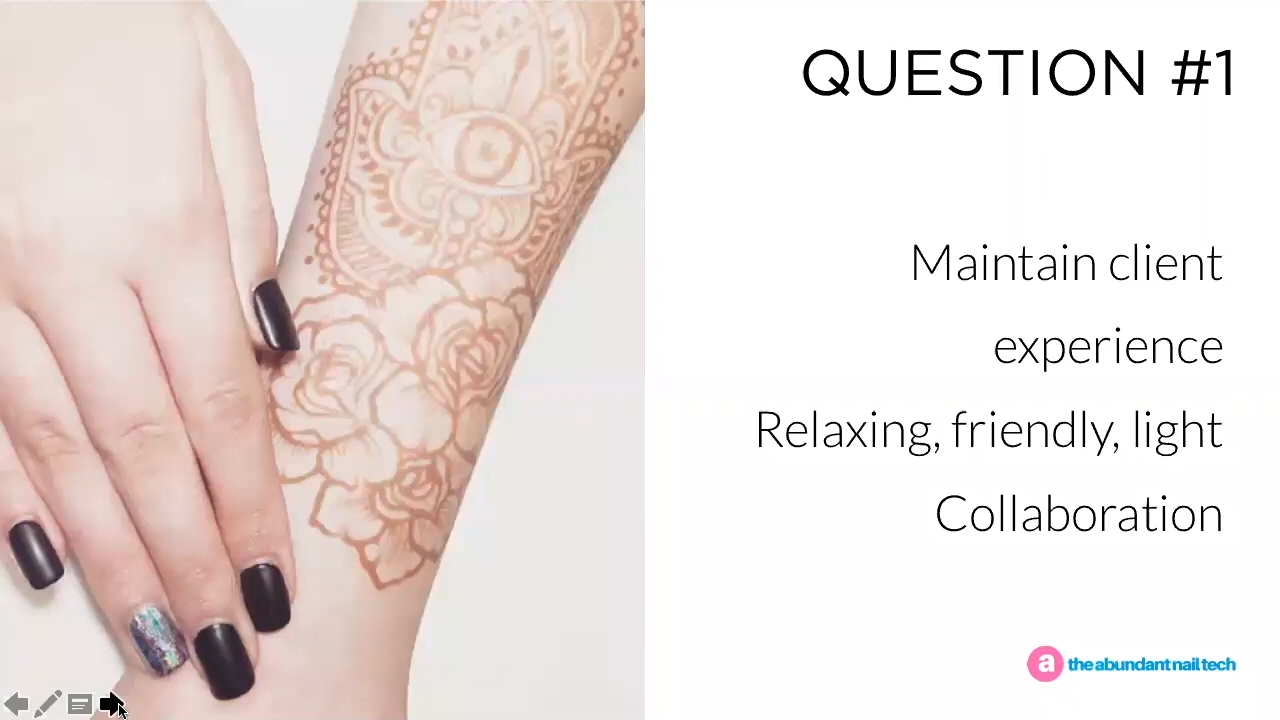 QUESTION #1
Maintain client
experience
Relaxing, friendly, light
Collaboration
a theabundantnailtech